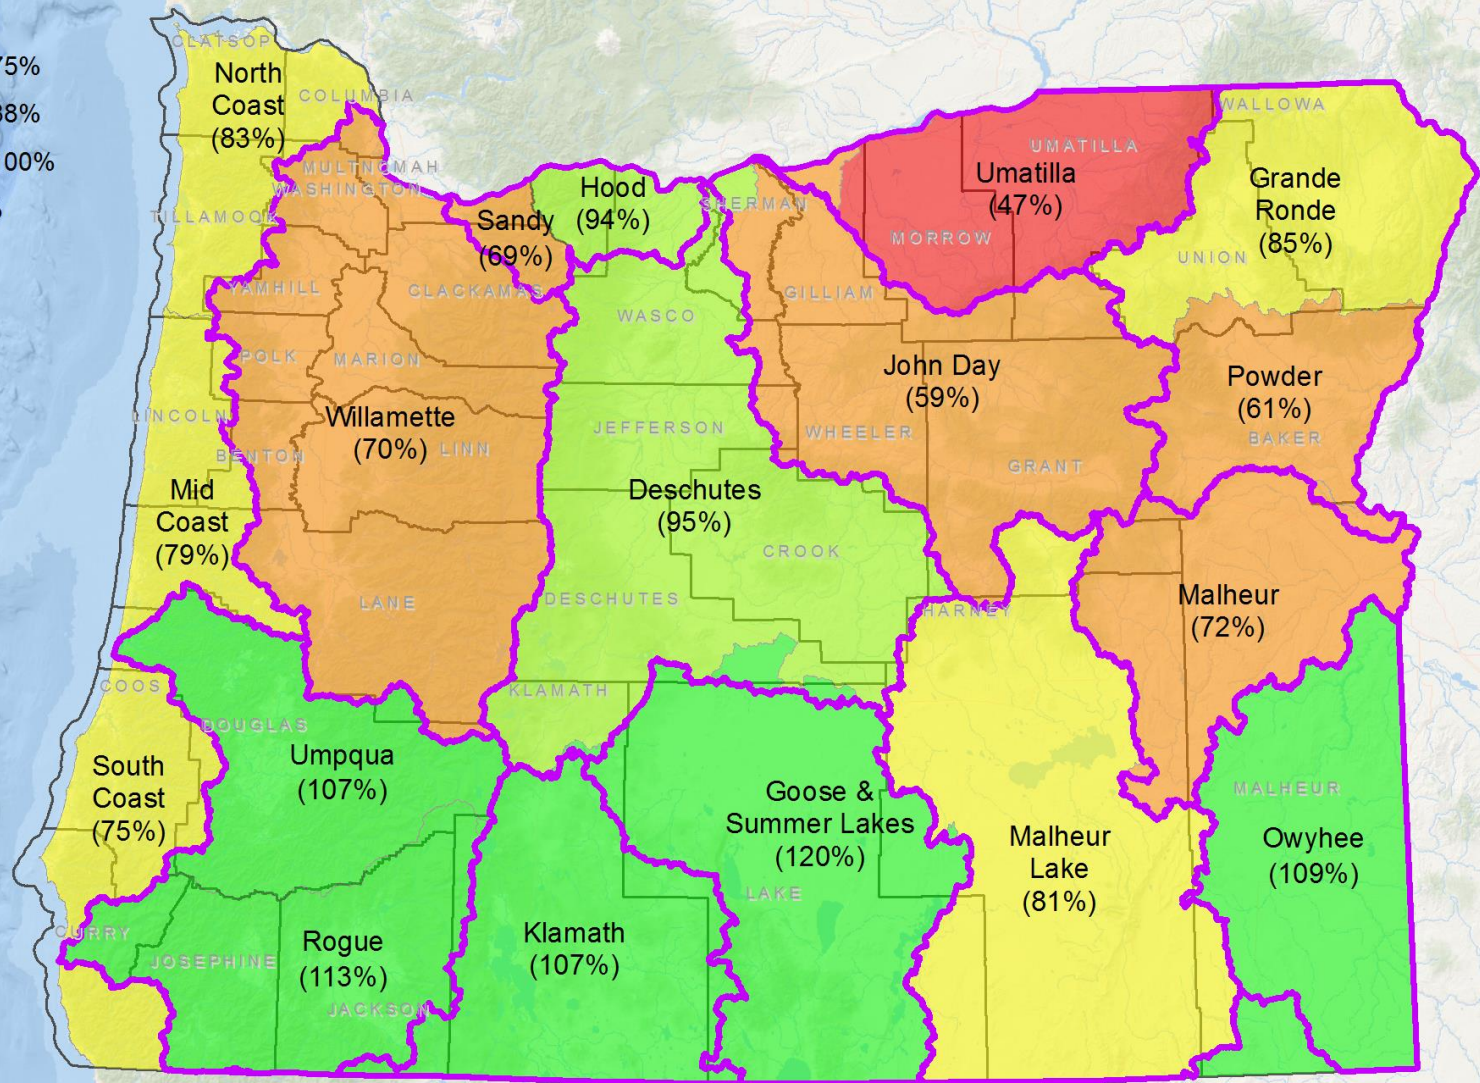 75%
88%
100%
CLATSOP
North
Coast
(83%)
COLUMBIA
MULTNOMAH
WASHINGTON
TILLAMOOK
Sandy
(69%)
Hood
(94%)
SHERMAN
UMATILLA
Umatilla
(47%)
MORROW
WALLOWA
Grande
Ronde
(85%)
UNION
YAMHILL
CLACKAMAS
WASCO
GILLIAM
POLK
MARION
John Day
(59%)
Powder
(61%)
BAKER
LINCOLN
Willamette
(70%)
BENTON
LINN
JEFFERSON
WHEELER
GRANT
Mid
Coast
(79%)
Deschutes
(95%)
CROOK
LANE
DESCHUTES
HARNEY
Malheur
(72%)
COOS
DOUGLAS
KLAMATH
South
Coast
(75%)
Umpqua
(107%)
Goose &
Summer Lakes
(120%)
LAKE
Malheur
Lake
(81%)
MALHEUR
Owyhee
(109%)
CURRY
JOSEPHINE
Rogue
(113%)
JACKSON
Klamath
(107%)